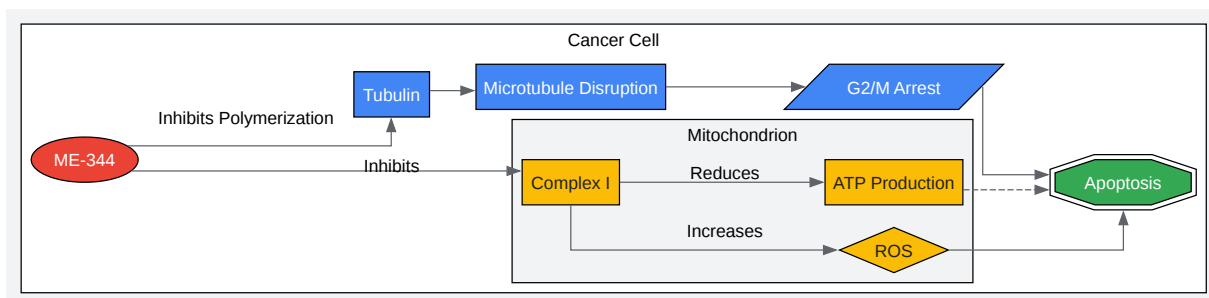 Cancer Cell
Tubulin
Microtubule Disruption
G2/M Arrest
Inhibits Polymerization
Mitochondrion
ME-344
Inhibits
Complex I
Reduces
ATP Production
Apoptosis
Increases
ROS